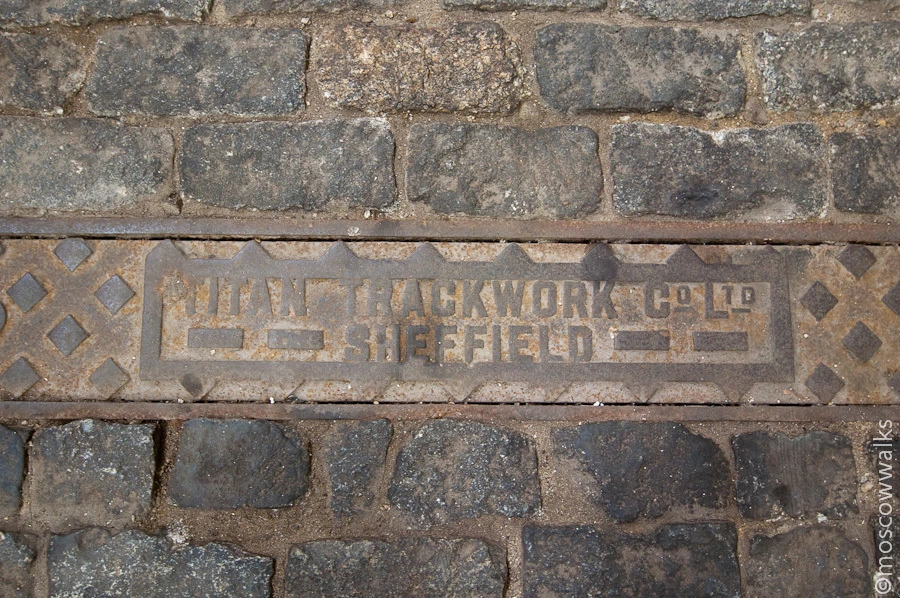 TITAN TRACKWORK Co LTD
SHEFFIELD
©moscowwalks